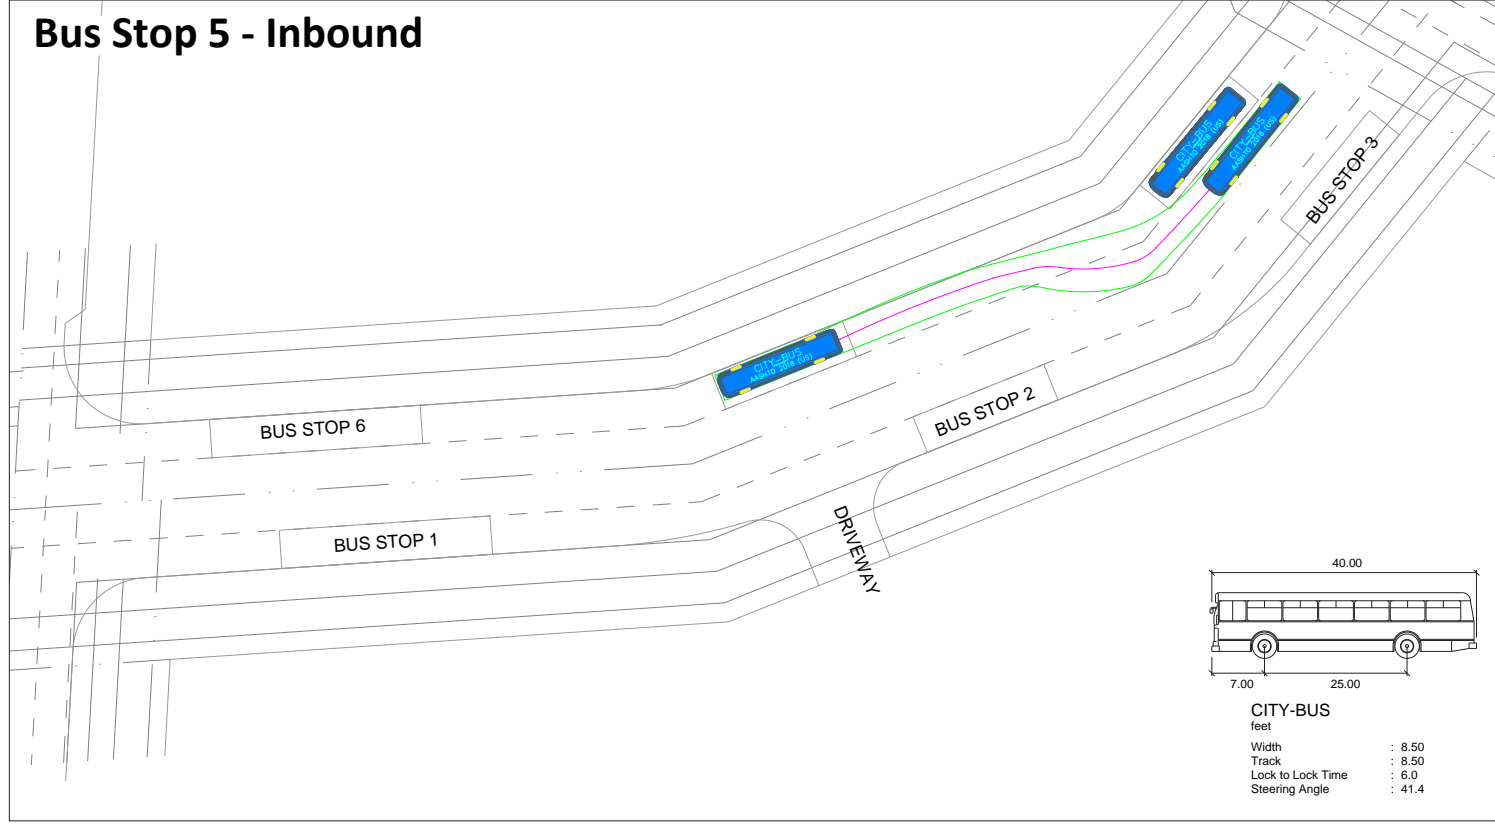 Bus Stop 5 - Inbound
CITY-BUS
AASHTO 2018 (US)
CITY-BUS
AASHTO 2018 (US)
BUS STOP 3
CITY-BUS
AASHTO 2018 (US)
BUS STOP 6
BUS STOP 2
BUS STOP 1
DRIVEWAY
40.00
7.00
25.00
CITY-BUS
feet
Width : 8.50
Track : 8.50
Lock to Lock Time : 6.0
Steering Angle : 41.4